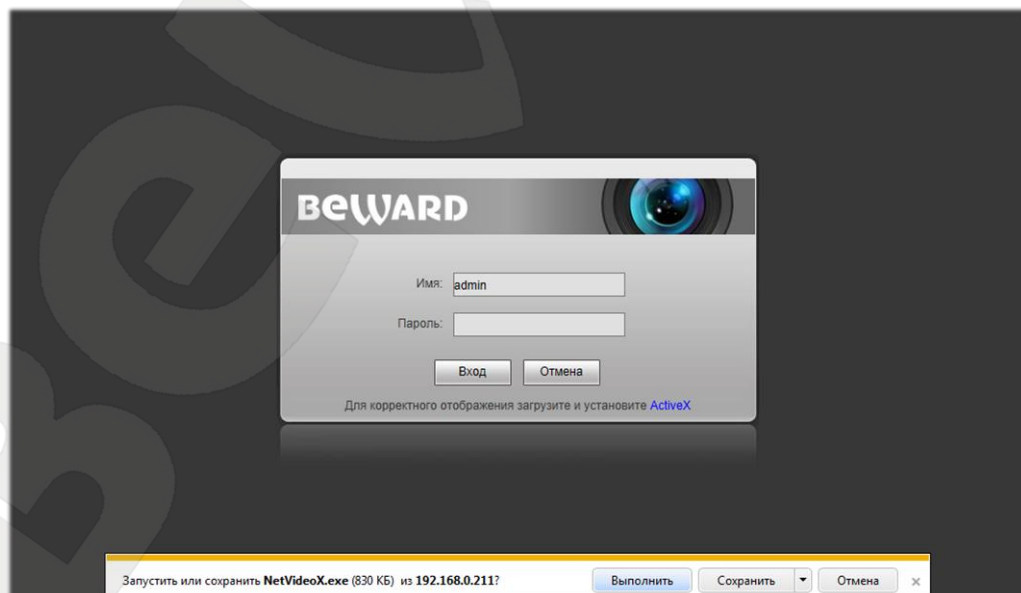 BEWARD
Имя: admin
Пароль:
Вход Отмена
Для корректного отображения загрузите и установите ActiveX
Запустить или сохранить NetVideoX.exe (830 КБ) из 192.168.0.211? Выполнить Сохранить Отмена ×